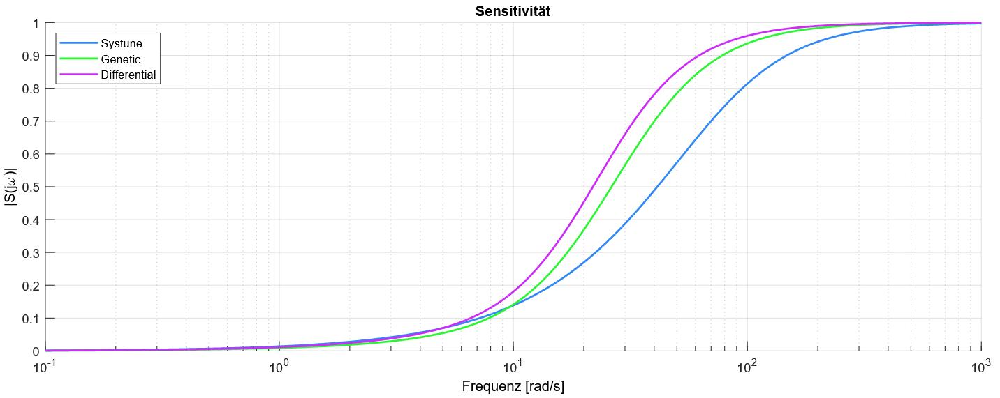 Sensitivität
1
0.9
0.8
0.7
0.6
0.5
0.4
0.3
0.2
0.1
0
|S(jω)|
Systune
Genetic
Differential
10^-1
10^0
10^1
10^2
10^3
Frequenz [rad/s]